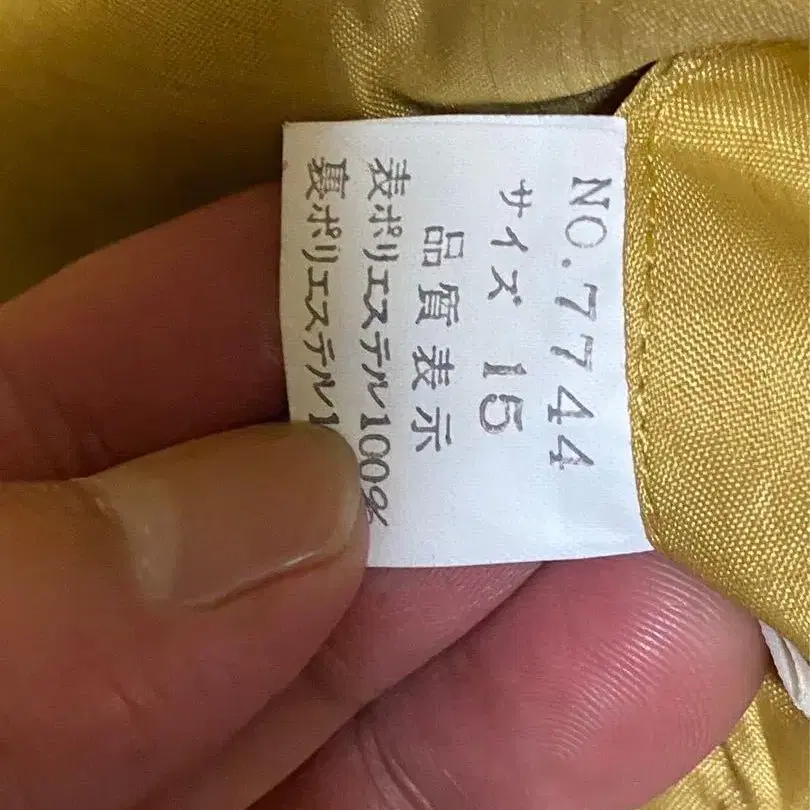 NO.7744
サイズ 15
品質表示
表ポリエステル100%
裏ポリエステル1